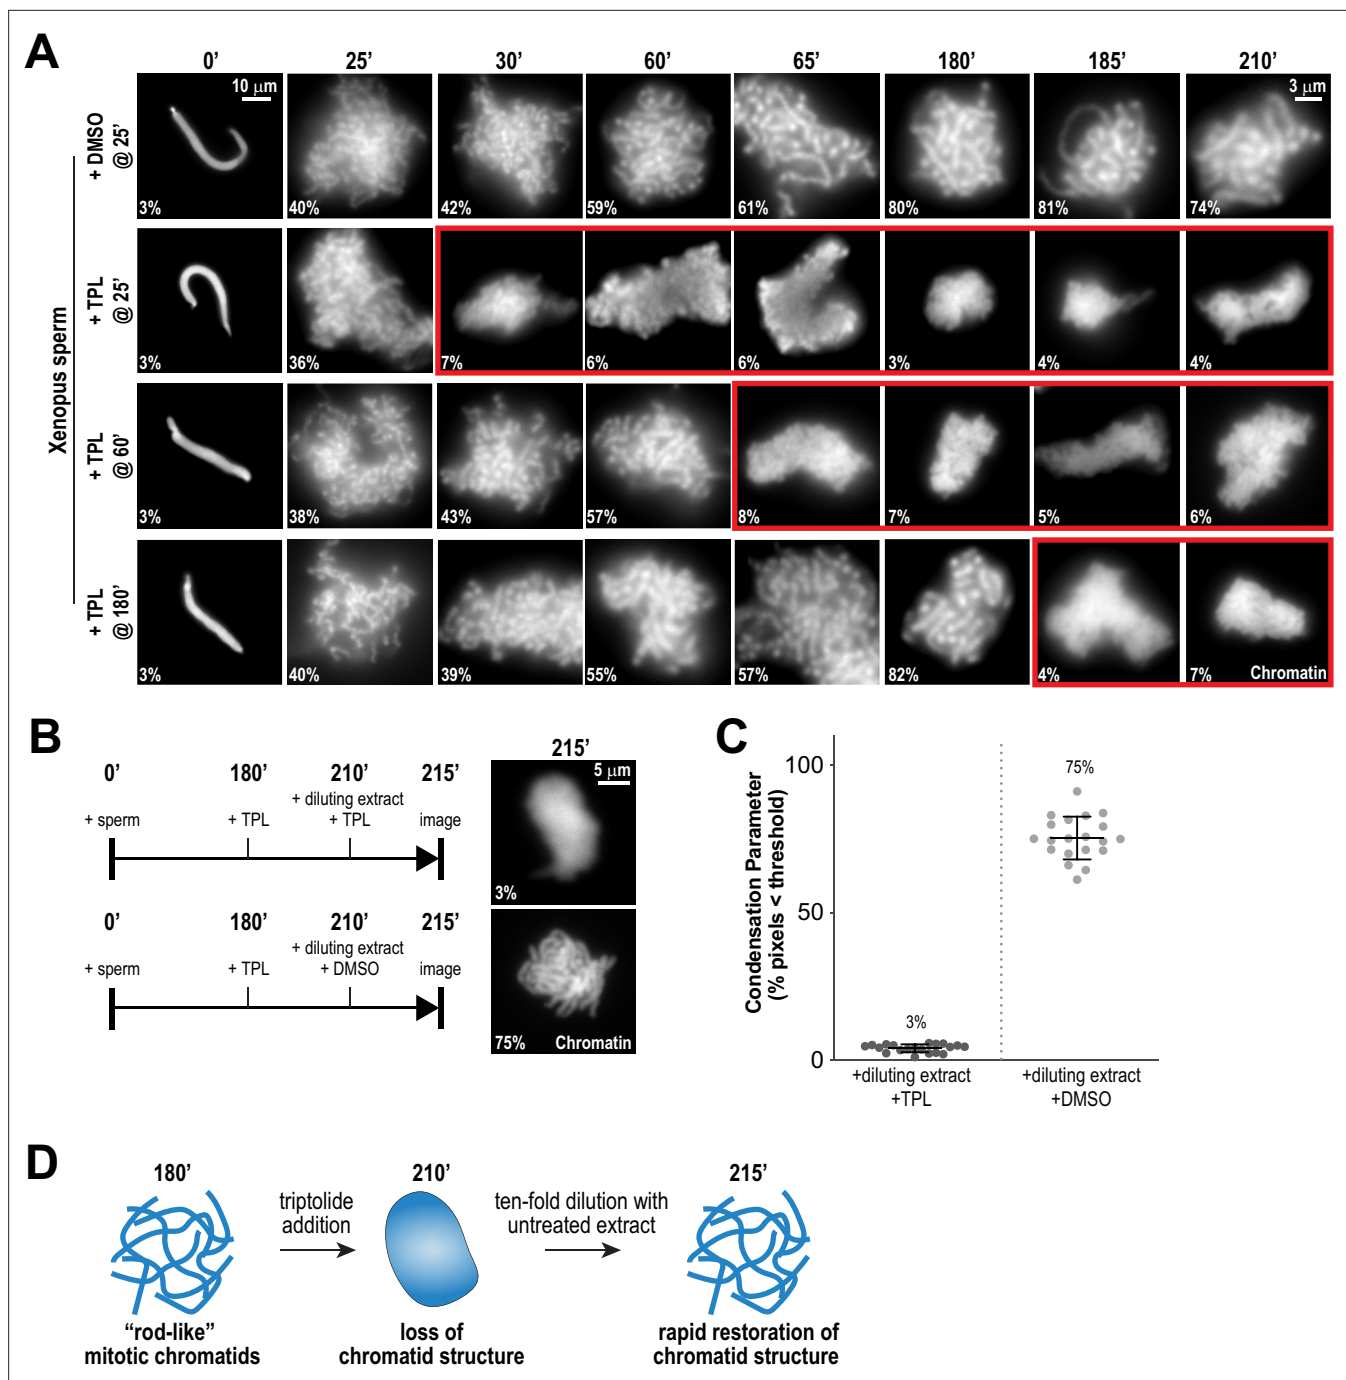 A
0’ 25’ 30’ 60’ 65’ 180’ 185’ 210’
10 μm
3 μm
Xenopus sperm
+ DMSO
@ 25’
3% 40% 42% 59% 61% 80% 81% 74%
+ TPL
@ 25’
3% 36% 7% 6% 6% 3% 4% 4%
+ TPL
@ 60’
3% 38% 43% 57% 8% 7% 5% 6%
+ TPL
@ 180’
3% 40% 39% 55% 57% 82% 4% 7% Chromatin
B
0’ 180’ 210’ 215’
+ diluting extract
+ sperm + TPL + TPL image
0’ 180’ 210’ 215’
+ diluting extract
+ sperm + TPL + DMSO image
215’
5 μm
3%
75% Chromatin
C
Condensation Parameter
(% pixels < threshold)
100
50
0
3%
75%
+diluting extract
+TPL
+diluting extract
+DMSO
D
180’
“rod-like”
mitotic chromatids
triptolide
addition
210’
loss of
chromatid structure
ten-fold dilution with
untreated extract
215’
rapid restoration of
chromatid structure